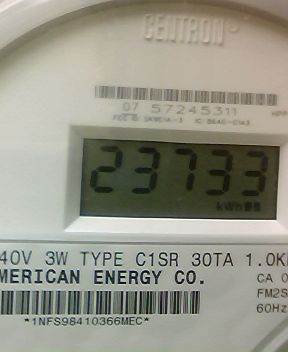 CENTRON®
07 57245311
23733
kWh
40V 3W TYPE C1SR 30TA 1.0K
MERICAN ENERGY CO.
CA 0
FM2S
60Hz
*1NFS98410366MEC*